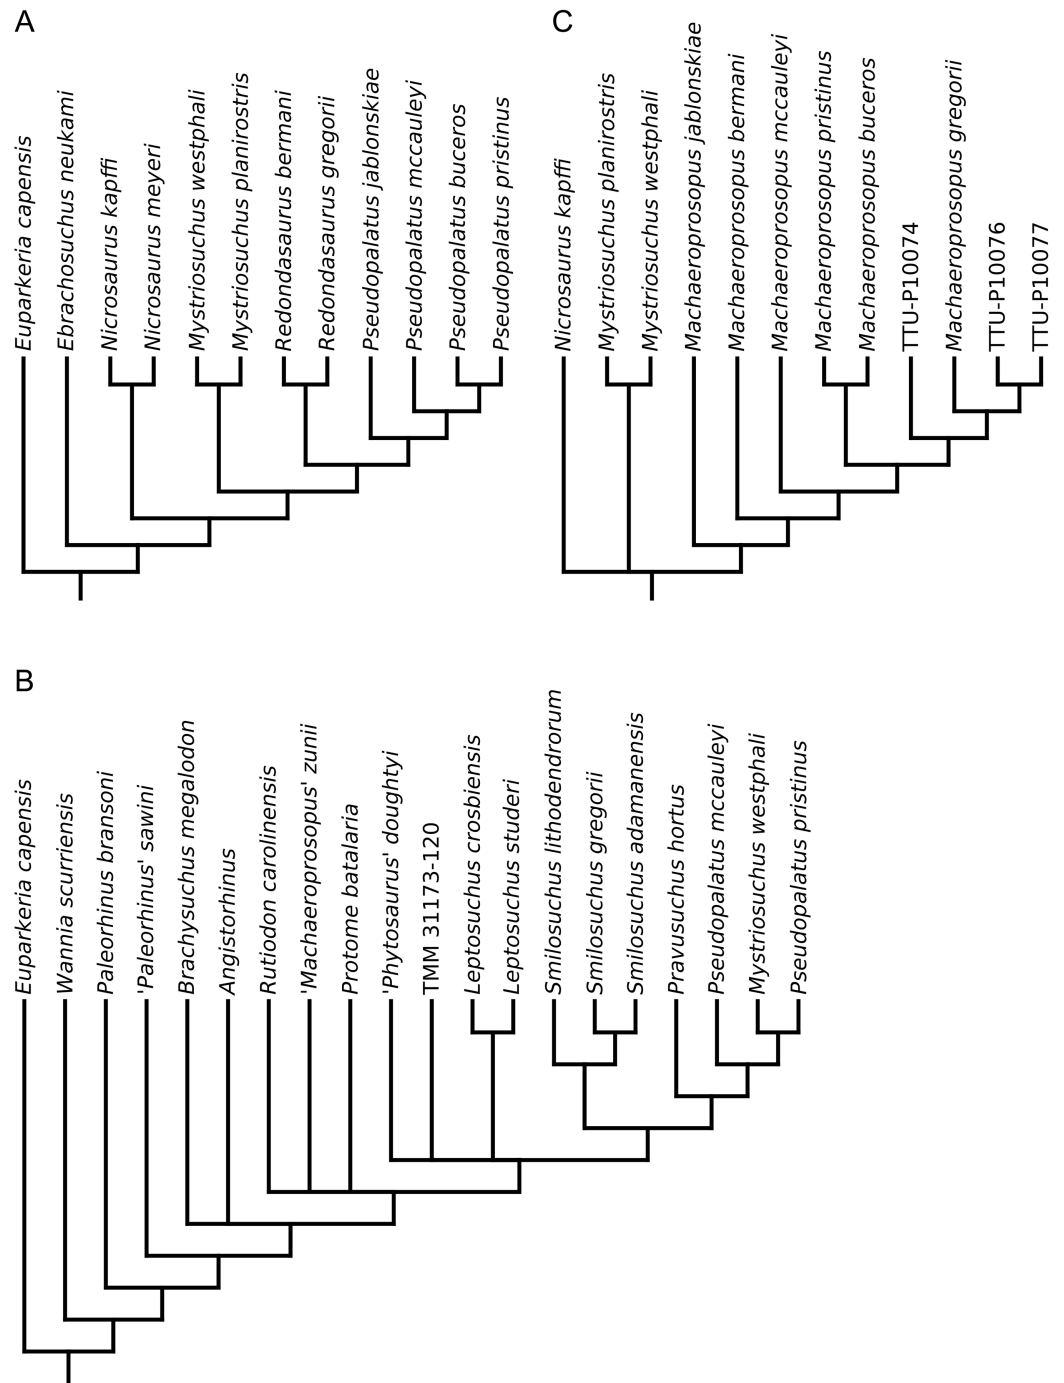 A
Euparkeria capensis
Ebrachosuchus neukami
Nicrosaurus kapffi
Nicrosaurus meyeri
Mystriosuchus westphali
Mystriosuchus planirostris
Redondasaurus bermani
Redondasaurus gregorii
Pseudopalatus jablonskiae
Pseudopalatus mccauleyi
Pseudopalatus buceros
Pseudopalatus pristinus
C
Nicrosaurus kapffi
Mystriosuchus planirostris
Mystriosuchus westphali
Machaeroprosopus jablonskiae
Machaeroprosopus bermani
Machaeroprosopus mccauleyi
Machaeroprosopus pristinus
Machaeroprosopus buceros
TTU-P10074
Machaeroprosopus gregorii
TTU-P10076
TTU-P10077
B
Euparkeria capensis
Wannia scurriensis
Paleorhinus bransoni
'Paleorhinus' sawini
Brachysuchus megalodon
Angistorhinus
Rutiodon carolinensis
'Machaeroprosopus' zunii
Protome batalaria
'Phytosaurus' doughtyi
TMM 31173-120
Leptosuchus crosbiensis
Leptosuchus studeri
Smilosuchus lithodendrorum
Smilosuchus gregorii
Smilosuchus adamanensis
Pravusuchus hortus
Pseudopalatus mccauleyi
Mystriosuchus westphali
Pseudopalatus pristinus